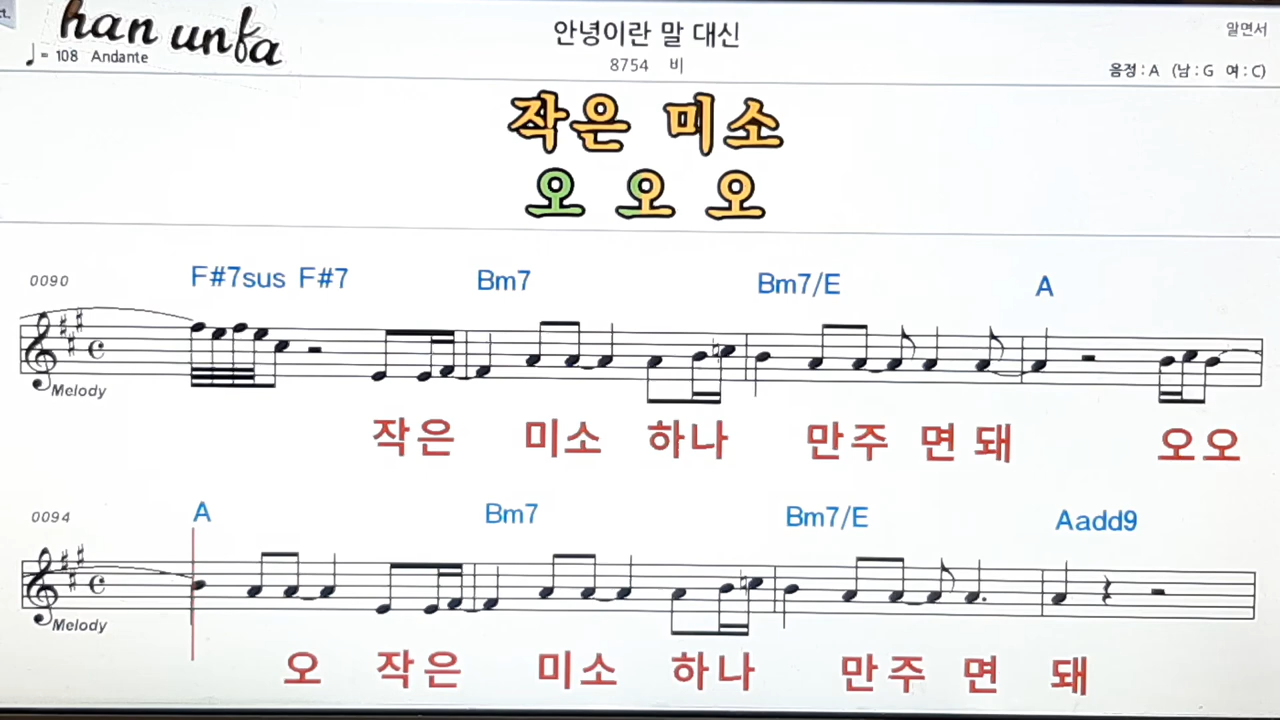 han unfa
♩= 108 Andante
안녕이란 말 대신
8754 비
알면서
음정 : A (남 : G 여 : C)
작은 미소
오 오 오
0090
F#7sus F#7 Bm7 Bm7/E A
Melody
작은 미소 하나 만주 면 돼 오오
0094
A Bm7 Bm7/E Aadd9
Melody
오 작은 미소 하나 만주 면 돼